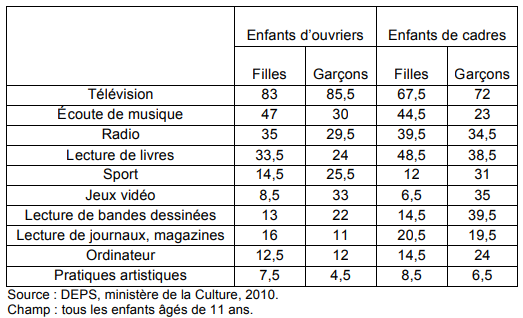 Enfants d’ouvriers Enfants de cadres
Filles Garçons Filles Garçons
Télévision 83 85,5 67,5 72
Écoute de musique 47 30 44,5 23
Radio 35 29,5 39,5 34,5
Lecture de livres 33,5 24 48,5 38,5
Sport 14,5 25,5 12 31
Jeux vidéo 8,5 33 6,5 35
Lecture de bandes dessinées 13 22 14,5 39,5
Lecture de journaux, magazines 16 11 20,5 19,5
Ordinateur 12,5 12 14,5 24
Pratiques artistiques 7,5 4,5 8,5 6,5
Source : DEPS, ministère de la Culture, 2010.
Champ : tous les enfants âgés de 11 ans.